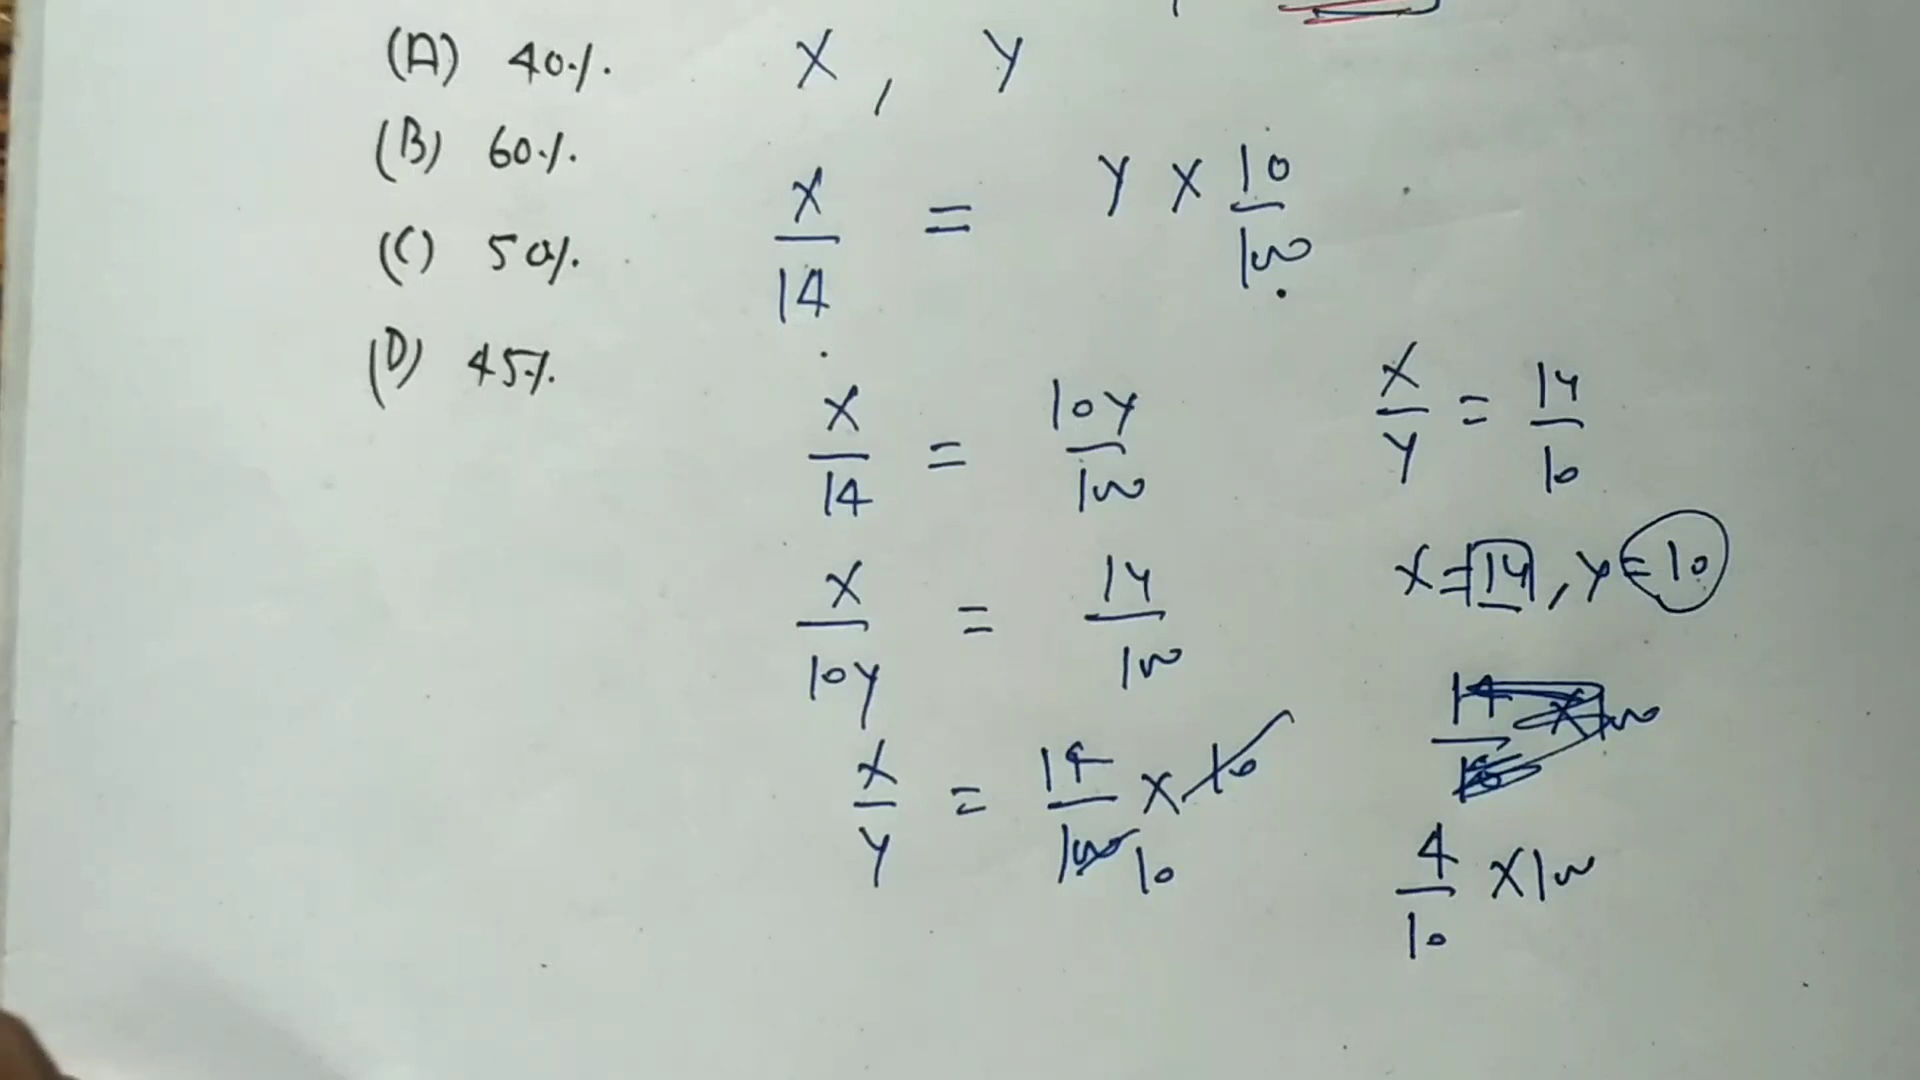 (A) 40%.
(B) 60%.
(C) 50%.
(D) 45%.
X , Y
X/14 = Y X 10/100
X/14 = 10Y/100
X/10Y = 14/100
X/Y = 14/100 X 10
10
X/Y = 14/10
X = 14, Y = 10
4/10 X 100